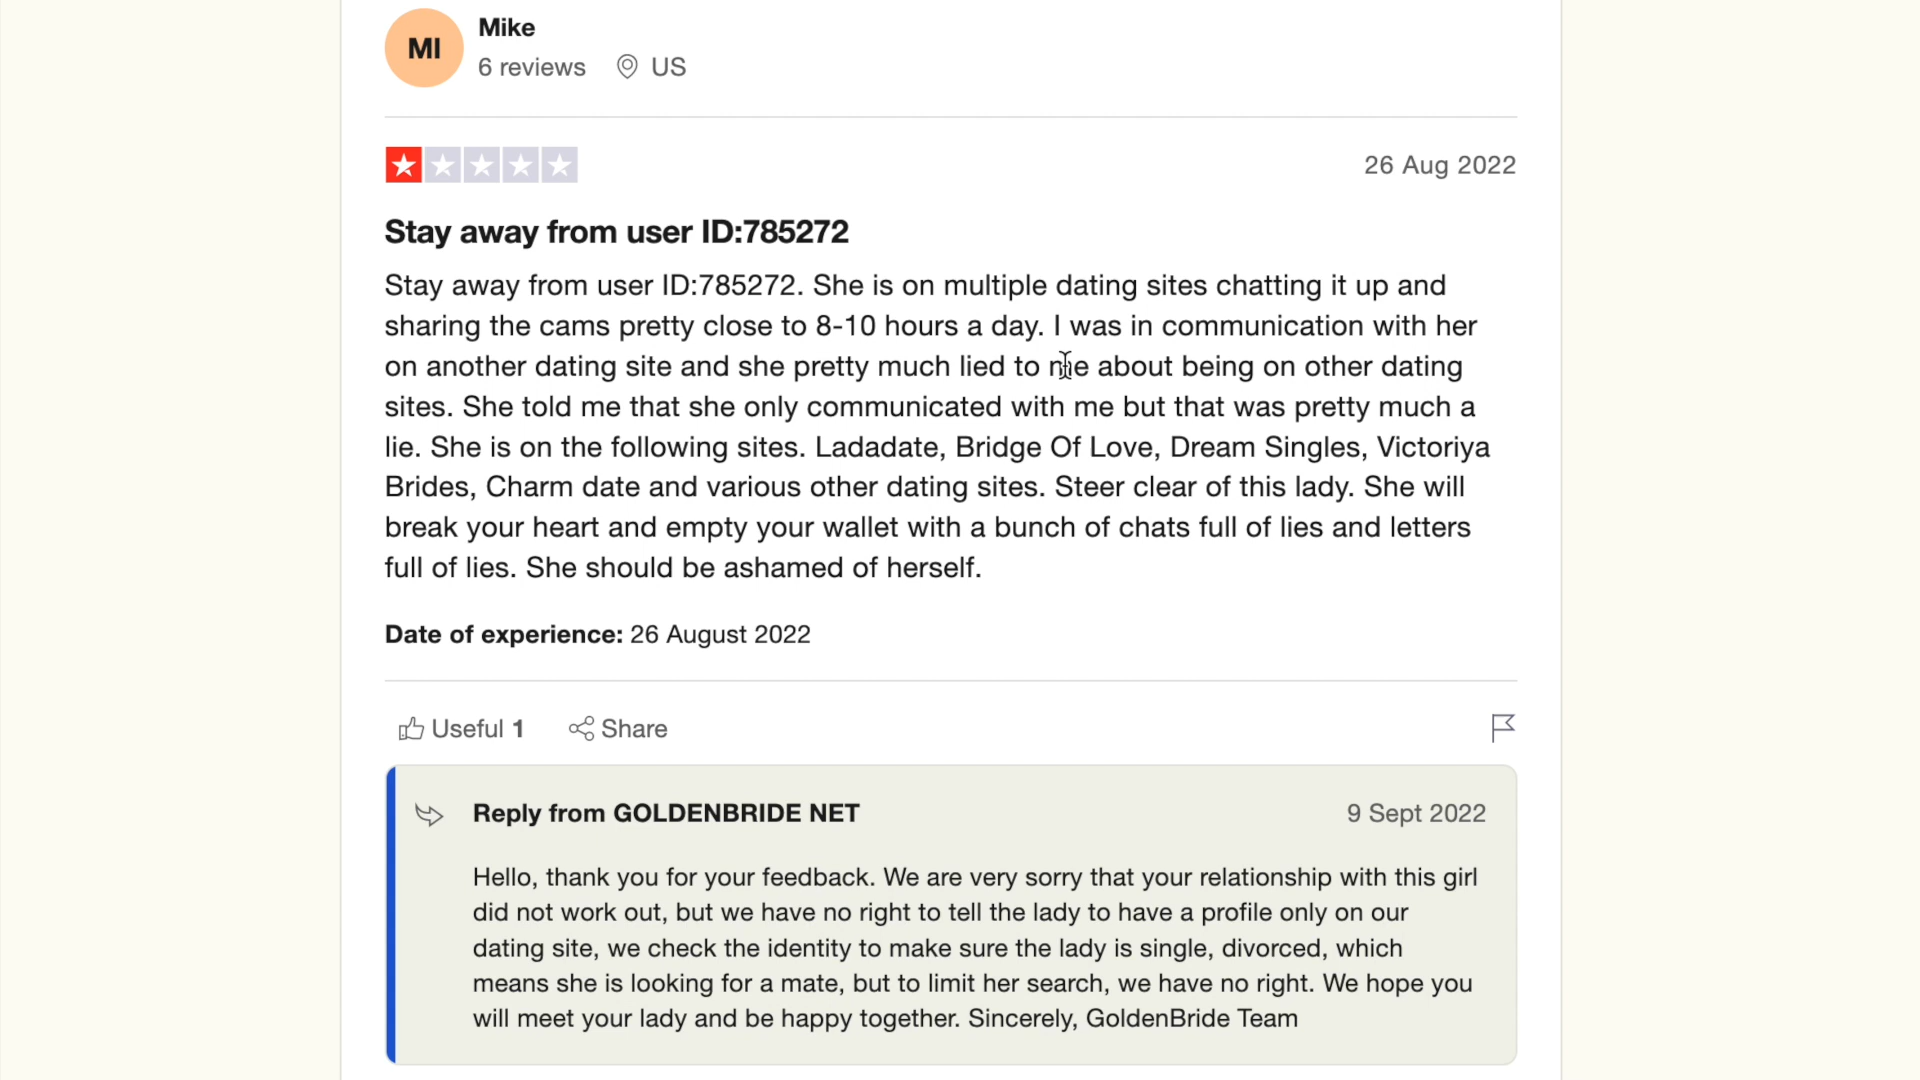 MI
Mike
6 reviews US
26 Aug 2022
Stay away from user ID:785272
Stay away from user ID:785272. She is on multiple dating sites chatting it up and
sharing the cams pretty close to 8-10 hours a day. I was in communication with her
on another dating site and she pretty much lied to me about being on other dating
sites. She told me that she only communicated with me but that was pretty much a
lie. She is on the following sites. Ladadate, Bridge Of Love, Dream Singles, Victoriya
Brides, Charm date and various other dating sites. Steer clear of this lady. She will
break your heart and empty your wallet with a bunch of chats full of lies and letters
full of lies. She should be ashamed of herself.
Date of experience: 26 August 2022
Useful 1 Share
Reply from GOLDENBRIDE NET 9 Sept 2022
Hello, thank you for your feedback. We are very sorry that your relationship with this girl
did not work out, but we have no right to tell the lady to have a profile only on our
dating site, we check the identity to make sure the lady is single, divorced, which
means she is looking for a mate, but to limit her search, we have no right. We hope you
will meet your lady and be happy together. Sincerely, GoldenBride Team